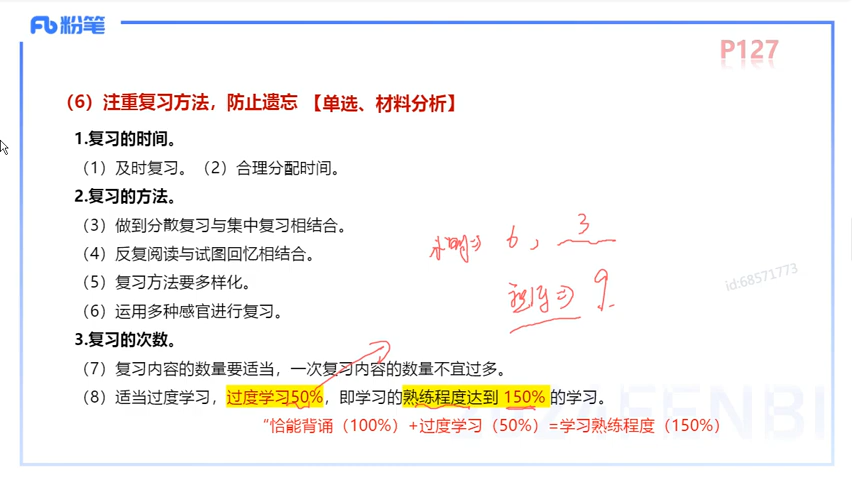 粉笔
P127
（6）注重复习方法，防止遗忘 【单选、材料分析】
1.复习的时间。
（1）及时复习。（2）合理分配时间。
2.复习的方法。
（3）做到分散复习与集中复习相结合。
（4）反复阅读与试图回忆相结合。
（5）复习方法要多样化。
（6）运用多种感官进行复习。
小明⇒ 6，3
⇒ 9
id:68571773
3.复习的次数。
（7）复习内容的数量要适当，一次复习内容的数量不宜过多。
（8）适当过度学习，过度学习50%，即学习的熟练程度达到 150% 的学习。
“恰能背诵（100%）+过度学习（50%）=学习熟练程度（150%）